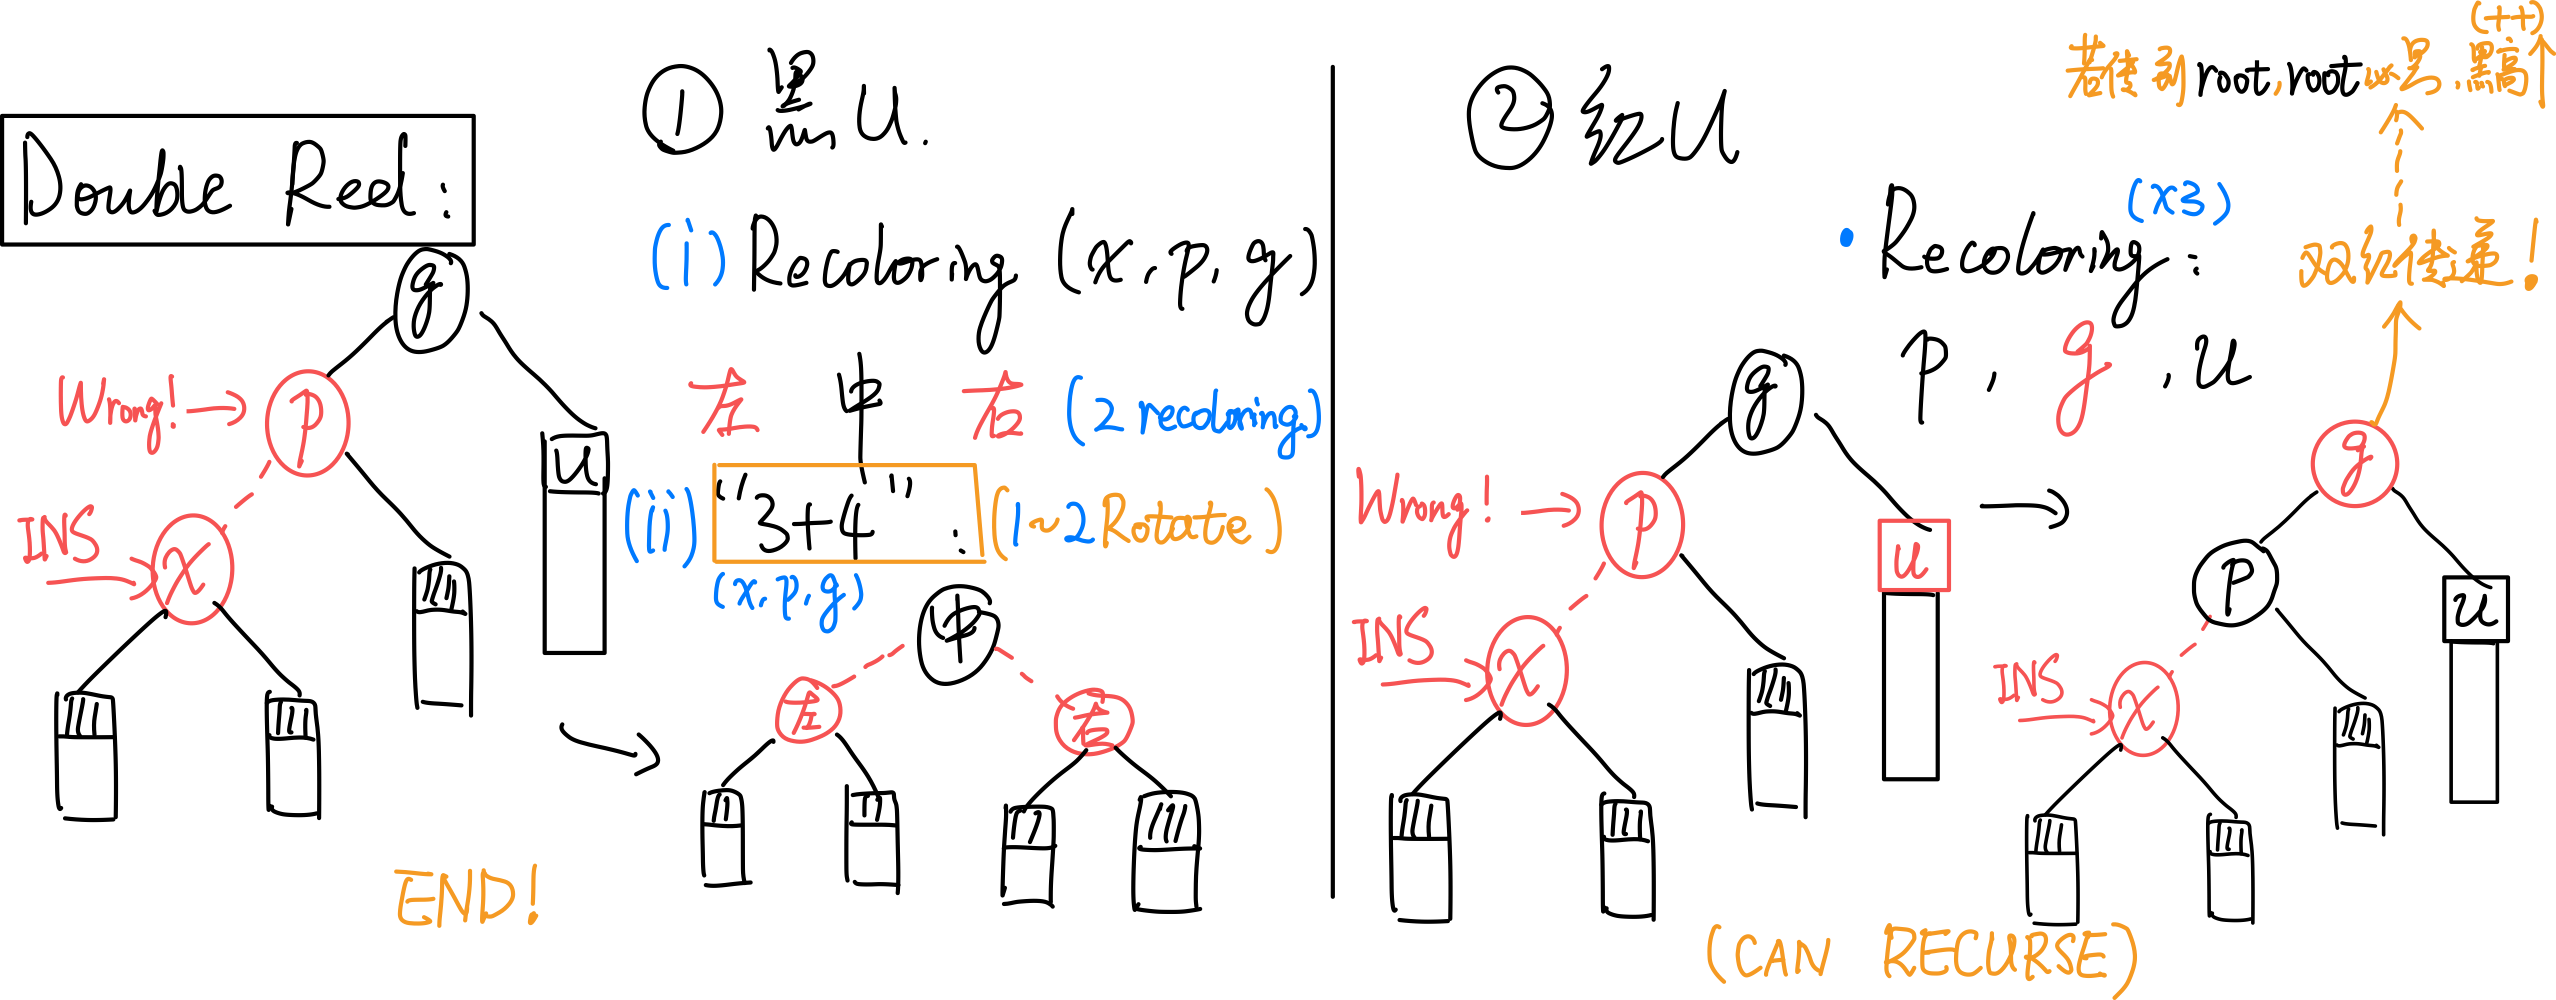 Double Red:
g
Wrong! → p
u
INS
x
① 黑u.
(i) Recoloring (x, p, g)
左 中 右 (2 recoloring.)
(ii) "3+4": (1~2 Rotate)
(x, p, g)
中
左 右
END!
② 红u
(++)
若传到root, root必黑, 黑高↑
• Recoloring: (x3)
双红传递!
p, g, u
g
Wrong! → p
u
INS
x
→
g
p
u
INS
x
(CAN RECURSE)